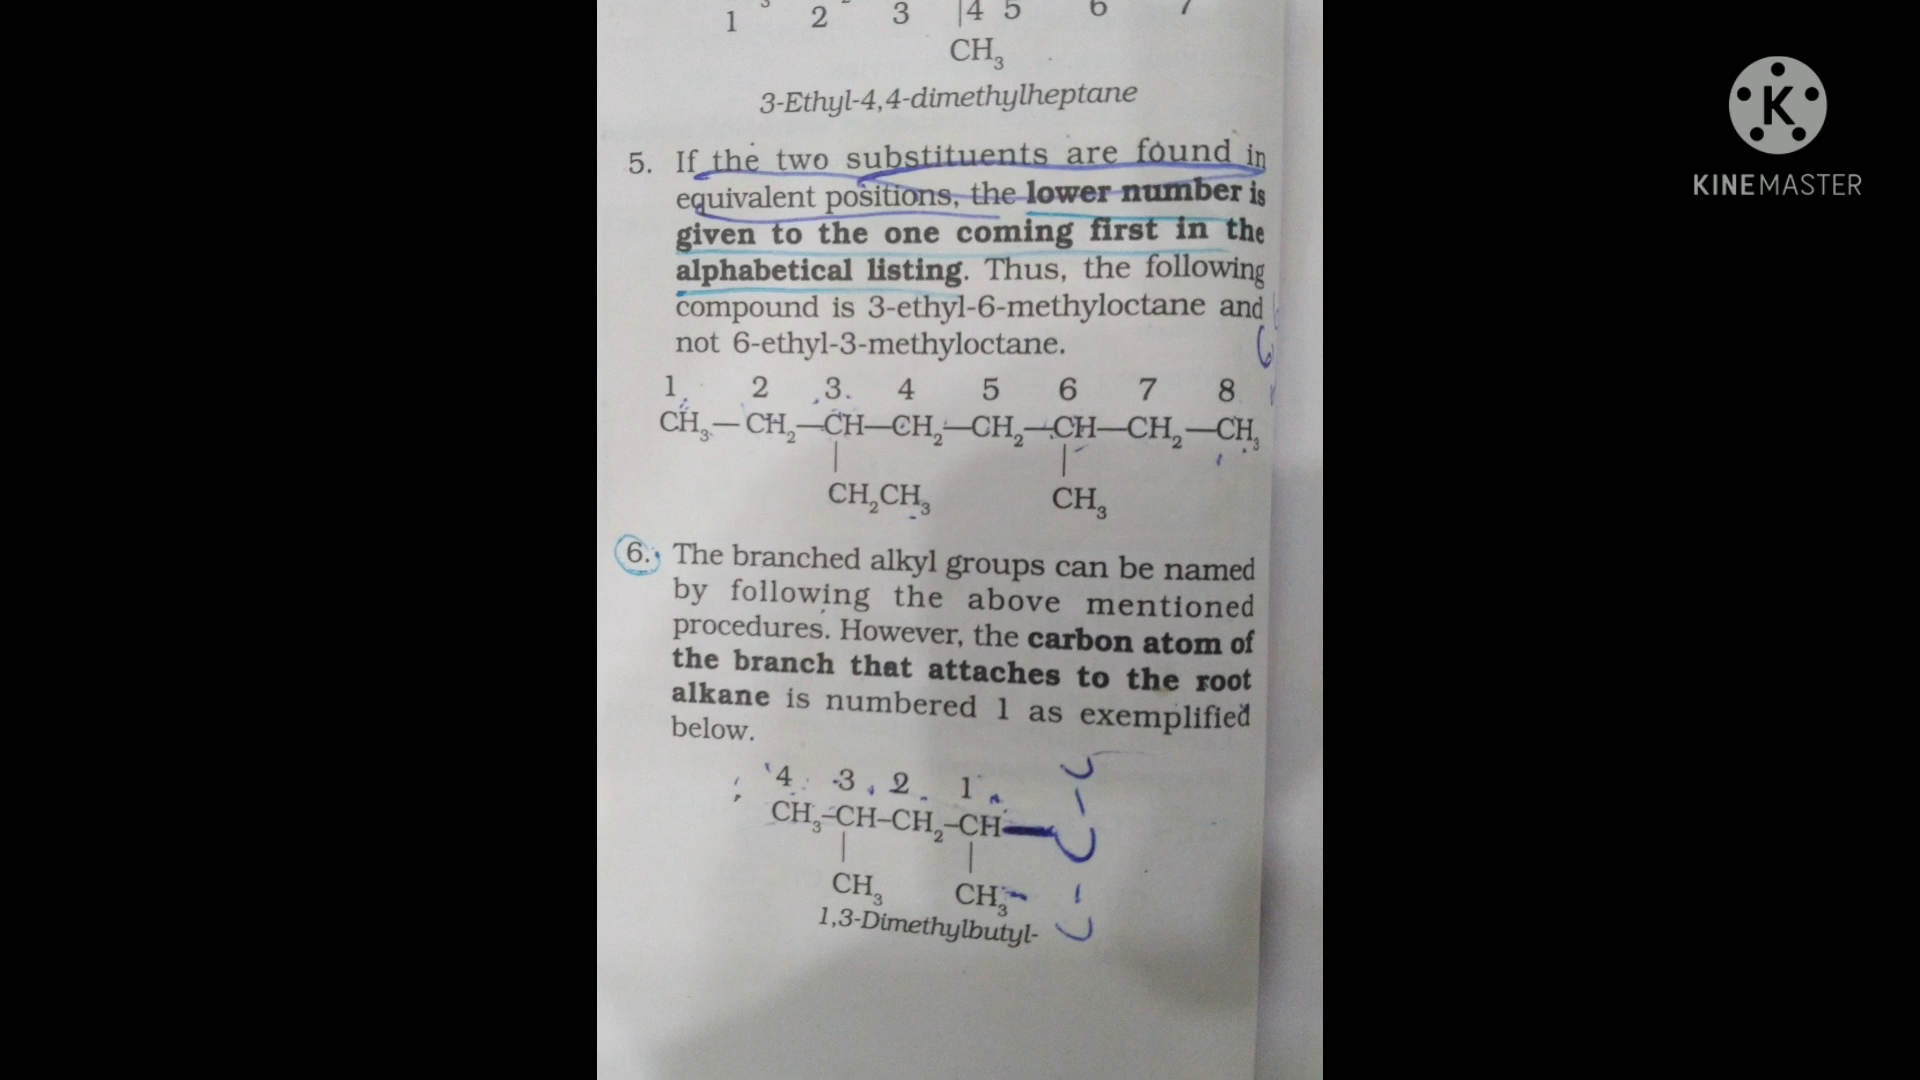 1 3 2 2 3 |4 5 6 7
CH3
3-Ethyl-4,4-dimethylheptane
5. If the two substituents are found in
equivalent positions, the lower number is
given to the one coming first in the
alphabetical listing. Thus, the following
compound is 3-ethyl-6-methyloctane and
not 6-ethyl-3-methyloctane.
1 2 3 4 5 6 7 8
CH3—CH2—CH—CH2—CH2—CH—CH2—CH3
| |
CH2CH3 CH3
6. The branched alkyl groups can be named
by following the above mentioned
procedures. However, the carbon atom of
the branch that attaches to the root
alkane is numbered 1 as exemplified
below.
4 3 2 1
CH3–CH–CH2–CH—
| |
CH3 CH3
1,3-Dimethylbutyl-
K
KINEMASTER